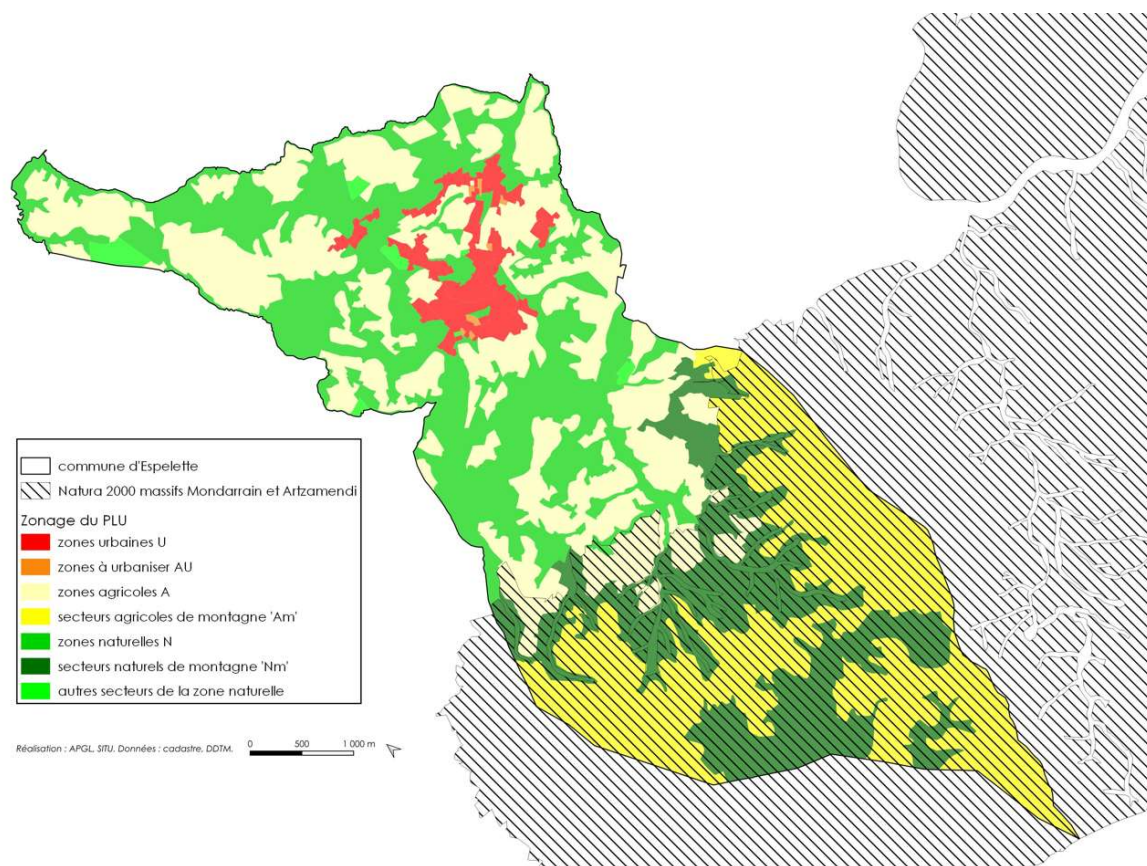 commune d'Espelette
Natura 2000 massifs Mondarrain et Artzamendi
Zonage du PLU
zones urbaines U
zones à urbaniser AU
zones agricoles A
secteurs agricoles de montagne 'Am'
zones naturelles N
secteurs naturels de montagne 'Nm'
autres secteurs de la zone naturelle
Réalisation : APGL, SITU. Données : cadastre, DDTM.
0 500 1 000 m